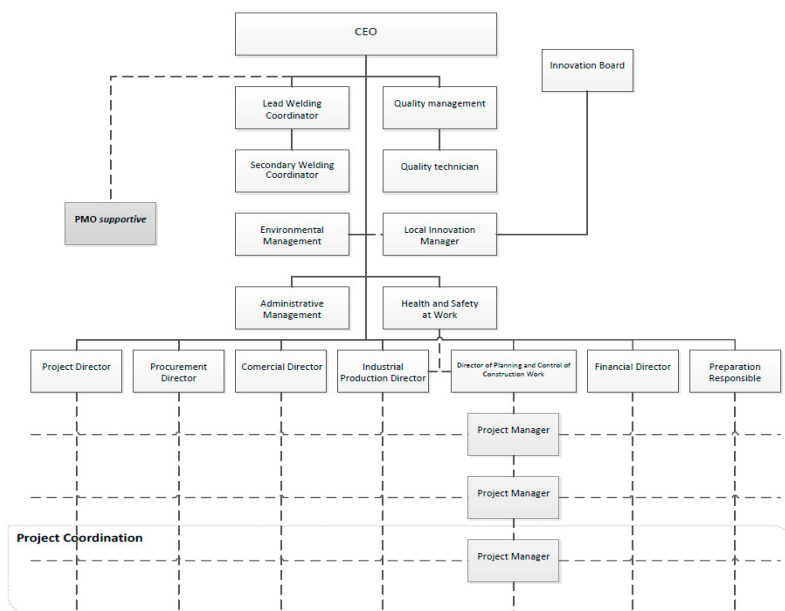 CEO
Innovation Board
Lead Welding
Coordinator
Quality management
Secondary Welding
Coordinator
Quality technician
PMO supportive
Environmental
Management
Local Innovation
Manager
Administrative
Management
Health and Safety
at Work
Project Director
Procurement
Director
Comercial Director
Industrial
Production Director
Director of Planning and Control of
Construction Work
Financial Director
Preparation
Responsible
Project Manager
Project Manager
Project Coordination
Project Manager